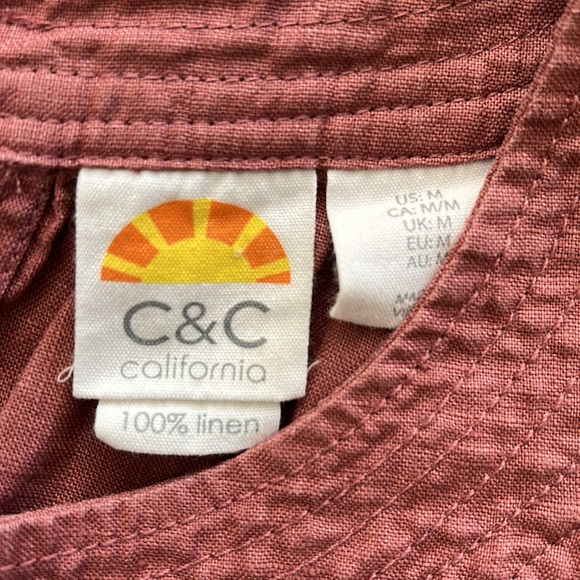 C&C
california
100% linen
US: M
CA: M/M
UK: M
EU: M
AU: M